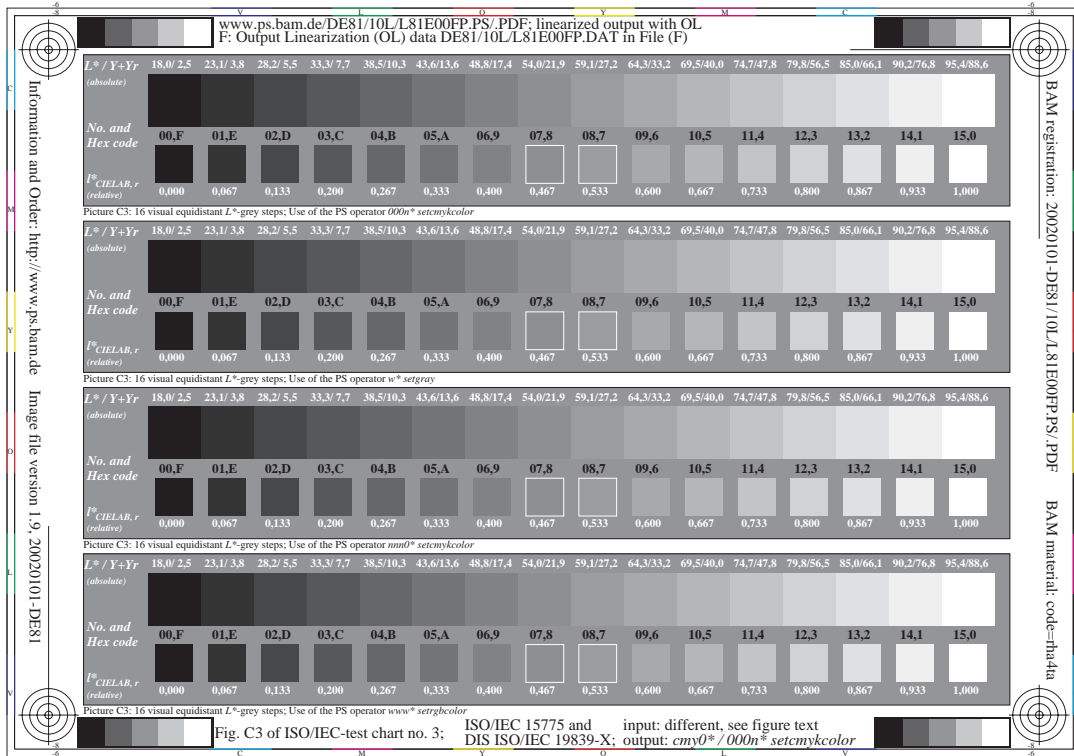 www.ps.bam.de/DE81/10L/L81E00FP.PS/.PDF; linearized output with OL
F: Output Linearization (OL) data DE81/10L/L81E00FP.DAT in File (F)
L* / Y+Yr 18,0/ 2,5 23,1/ 3,8 28,2/ 5,5 33,3/ 7,7 38,5/10,3 43,6/13,6 48,8/17,4 54,0/21,9 59,1/27,2 64,3/33,2 69,5/40,0 74,7/47,8 79,8/56,5 85,0/66,1 90,2/76,8 95,4/88,6
(absolute)
No. and
Hex code 00,F 01,E 02,D 03,C 04,B 05,A 06,9 07,8 08,7 09,6 10,5 11,4 12,3 13,2 14,1 15,0
l*CIELAB, r
(relative) 0,000 0,067 0,133 0,200 0,267 0,333 0,400 0,467 0,533 0,600 0,667 0,733 0,800 0,867 0,933 1,000
Picture C3: 16 visual equidistant L*-grey steps; Use of the PS operator 000n* setcmykcolor
L* / Y+Yr 18,0/ 2,5 23,1/ 3,8 28,2/ 5,5 33,3/ 7,7 38,5/10,3 43,6/13,6 48,8/17,4 54,0/21,9 59,1/27,2 64,3/33,2 69,5/40,0 74,7/47,8 79,8/56,5 85,0/66,1 90,2/76,8 95,4/88,6
(absolute)
No. and
Hex code 00,F 01,E 02,D 03,C 04,B 05,A 06,9 07,8 08,7 09,6 10,5 11,4 12,3 13,2 14,1 15,0
l*CIELAB, r
(relative) 0,000 0,067 0,133 0,200 0,267 0,333 0,400 0,467 0,533 0,600 0,667 0,733 0,800 0,867 0,933 1,000
Picture C3: 16 visual equidistant L*-grey steps; Use of the PS operator w* setgray
L* / Y+Yr 18,0/ 2,5 23,1/ 3,8 28,2/ 5,5 33,3/ 7,7 38,5/10,3 43,6/13,6 48,8/17,4 54,0/21,9 59,1/27,2 64,3/33,2 69,5/40,0 74,7/47,8 79,8/56,5 85,0/66,1 90,2/76,8 95,4/88,6
(absolute)
No. and
Hex code 00,F 01,E 02,D 03,C 04,B 05,A 06,9 07,8 08,7 09,6 10,5 11,4 12,3 13,2 14,1 15,0
l*CIELAB, r
(relative) 0,000 0,067 0,133 0,200 0,267 0,333 0,400 0,467 0,533 0,600 0,667 0,733 0,800 0,867 0,933 1,000
Picture C3: 16 visual equidistant L*-grey steps; Use of the PS operator nnn0* setcmykcolor
L* / Y+Yr 18,0/ 2,5 23,1/ 3,8 28,2/ 5,5 33,3/ 7,7 38,5/10,3 43,6/13,6 48,8/17,4 54,0/21,9 59,1/27,2 64,3/33,2 69,5/40,0 74,7/47,8 79,8/56,5 85,0/66,1 90,2/76,8 95,4/88,6
(absolute)
No. and
Hex code 00,F 01,E 02,D 03,C 04,B 05,A 06,9 07,8 08,7 09,6 10,5 11,4 12,3 13,2 14,1 15,0
l*CIELAB, r
(relative) 0,000 0,067 0,133 0,200 0,267 0,333 0,400 0,467 0,533 0,600 0,667 0,733 0,800 0,867 0,933 1,000
Picture C3: 16 visual equidistant L*-grey steps; Use of the PS operator www* setrgbcolor
Fig. C3 of ISO/IEC-test chart no. 3;
ISO/IEC 15775 and
DIS ISO/IEC 19839-X;
input: different, see figure text
output: cmy0* / 000n* setcmykcolor
Information and Order: http://www.ps.bam.de Image file version 1.9, 20020101-DE81
BAM registration: 20020101-DE81/10L/L81E00FP.PS/.PDF BAM material: code=rha4ta
V L O Y M C
C M Y O L V
C M Y O L V
-6
-8
-6
-8
-8
-6
-8
-6